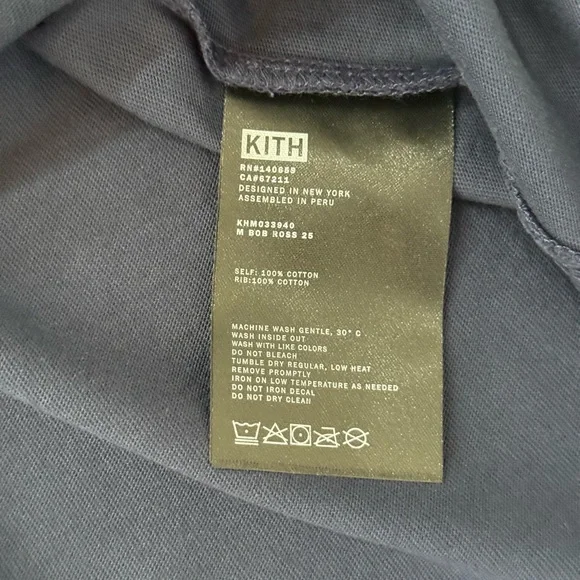 KITH
RN#140659
CA#67211
DESIGNED IN NEW YORK
ASSEMBLED IN PERU
KHM033940
M BOB ROSS 25
SELF: 100% COTTON
RIB:100% COTTON
MACHINE WASH GENTLE, 30° C
WASH INSIDE OUT
WASH WITH LIKE COLORS
DO NOT BLEACH
TUMBLE DRY REGULAR, LOW HEAT
REMOVE PROMPTLY
IRON ON LOW TEMPERATURE AS NEEDED
DO NOT IRON DECAL
DO NOT DRY CLEAN